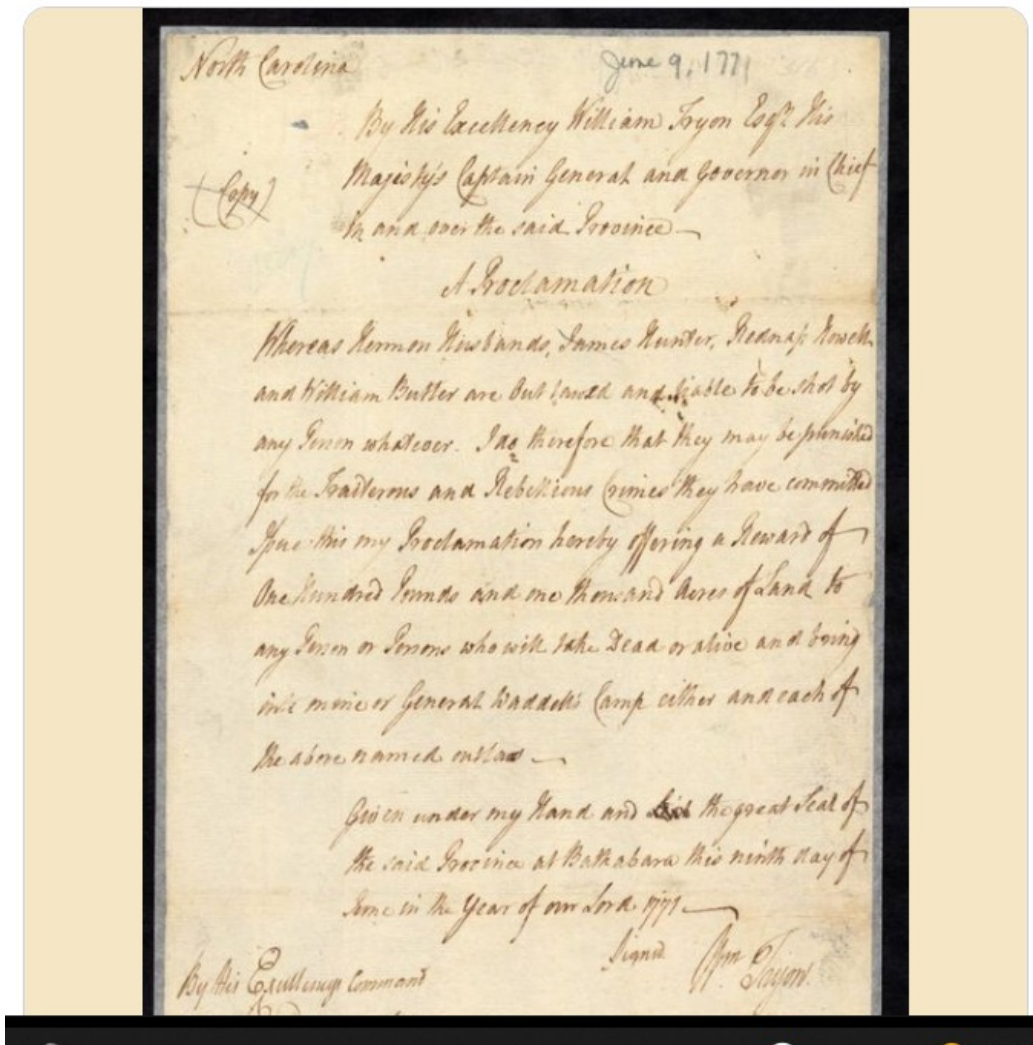 North Carolina
June 9, 1771
By His Excellency William Tryon Esqr. His
Majesty's Captain General and Governor in Chief
(Copy)
in and over the said Province
A Proclamation
Whereas Hermon Husbands, James Hunter, Rednap Howell
and William Butler are Out lawed and liable to be shot by
any Person whatever. I do therefore that they may be punished
for the Traiterous and Rebellious Crimes they have committed
Issue this my Proclamation hereby offering a Reward of
One Hundred Pounds and one thousand Acres of Land to
any Person or Persons who will take Dead or alive and bring
into mine or General Waddell's Camp either and each of
the above named outlaws
Given under my Hand and the great Seal of
the said Province at Bathabara this ninth day of
June in the Year of our Lord 1771
Signed Wm. Tryon.
By His Excellencys Command